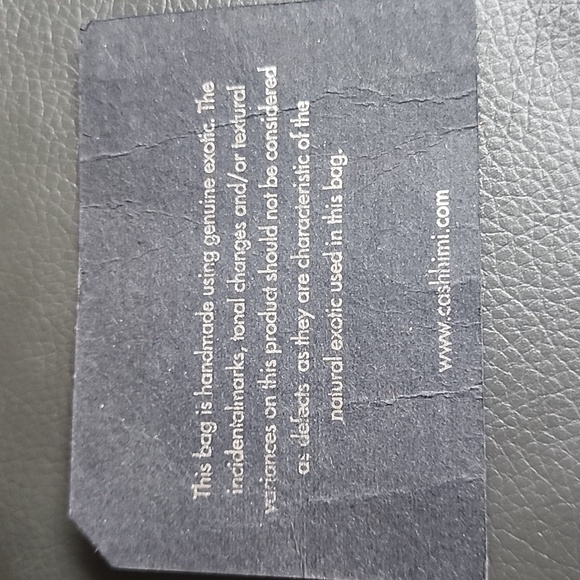 This bag is handmade using genuine exotic. The
incidentalmarks, tonal changes and/or textural
variances on this product should not be considered
as defects as they are characteristic of the
natural exotic used in this bag.
www.cashhimi.com